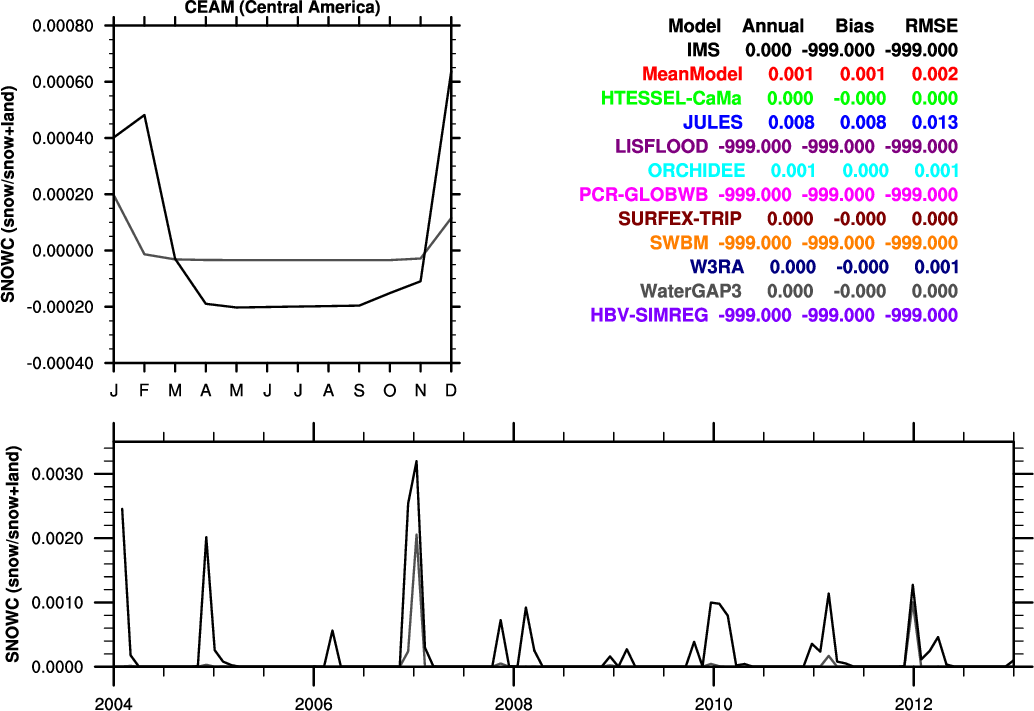 CEAM (Central America)
SNOWC (snow/snow+land)
0.00080
0.00060
0.00040
0.00020
0.00000
-0.00020
-0.00040
J F M A M J J A S O N D
Model Annual Bias RMSE
IMS 0.000 -999.000 -999.000
MeanModel 0.001 0.001 0.002
HTESSEL-CaMa 0.000 -0.000 0.000
JULES 0.008 0.008 0.013
LISFLOOD -999.000 -999.000 -999.000
ORCHIDEE 0.001 0.000 0.001
PCR-GLOBWB -999.000 -999.000 -999.000
SURFEX-TRIP 0.000 -0.000 0.000
SWBM -999.000 -999.000 -999.000
W3RA 0.000 -0.000 0.001
WaterGAP3 0.000 -0.000 0.000
HBV-SIMREG -999.000 -999.000 -999.000
SNOWC (snow/snow+land)
0.0030
0.0020
0.0010
0.0000
2004 2006 2008 2010 2012